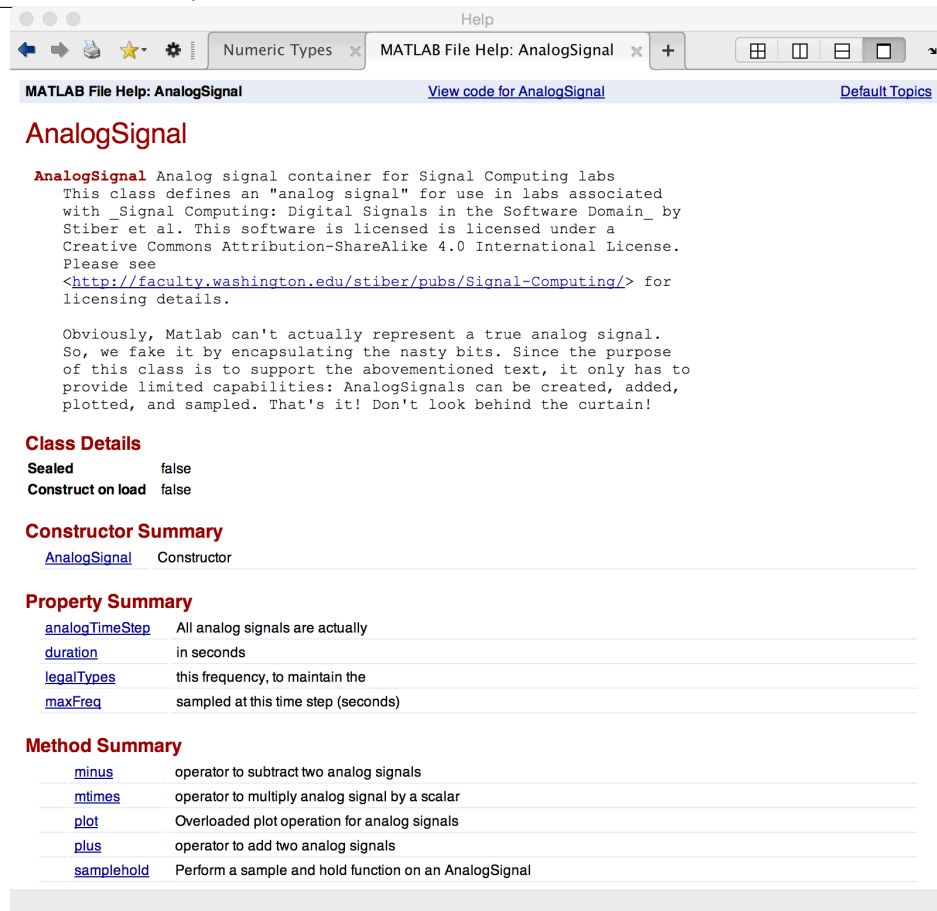 Help
Numeric Types
MATLAB File Help: AnalogSignal
MATLAB File Help: AnalogSignal View code for AnalogSignal Default Topics
AnalogSignal
AnalogSignal Analog signal container for Signal Computing labs
This class defines an "analog signal" for use in labs associated
with _Signal Computing: Digital Signals in the Software Domain_ by
Stiber et al. This software is licensed is licensed under a
Creative Commons Attribution-ShareAlike 4.0 International License.
Please see
<http://faculty.washington.edu/stiber/pubs/Signal-Computing/> for
licensing details.
Obviously, Matlab can't actually represent a true analog signal.
So, we fake it by encapsulating the nasty bits. Since the purpose
of this class is to support the abovementioned text, it only has to
provide limited capabilities: AnalogSignals can be created, added,
plotted, and sampled. That's it! Don't look behind the curtain!
Class Details
Sealed false
Construct on load false
Constructor Summary
AnalogSignal Constructor
Property Summary
analogTimeStep All analog signals are actually
duration in seconds
legalTypes this frequency, to maintain the
maxFreq sampled at this time step (seconds)
Method Summary
minus operator to subtract two analog signals
mtimes operator to multiply analog signal by a scalar
plot Overloaded plot operation for analog signals
plus operator to add two analog signals
samplehold Perform a sample and hold function on an AnalogSignal